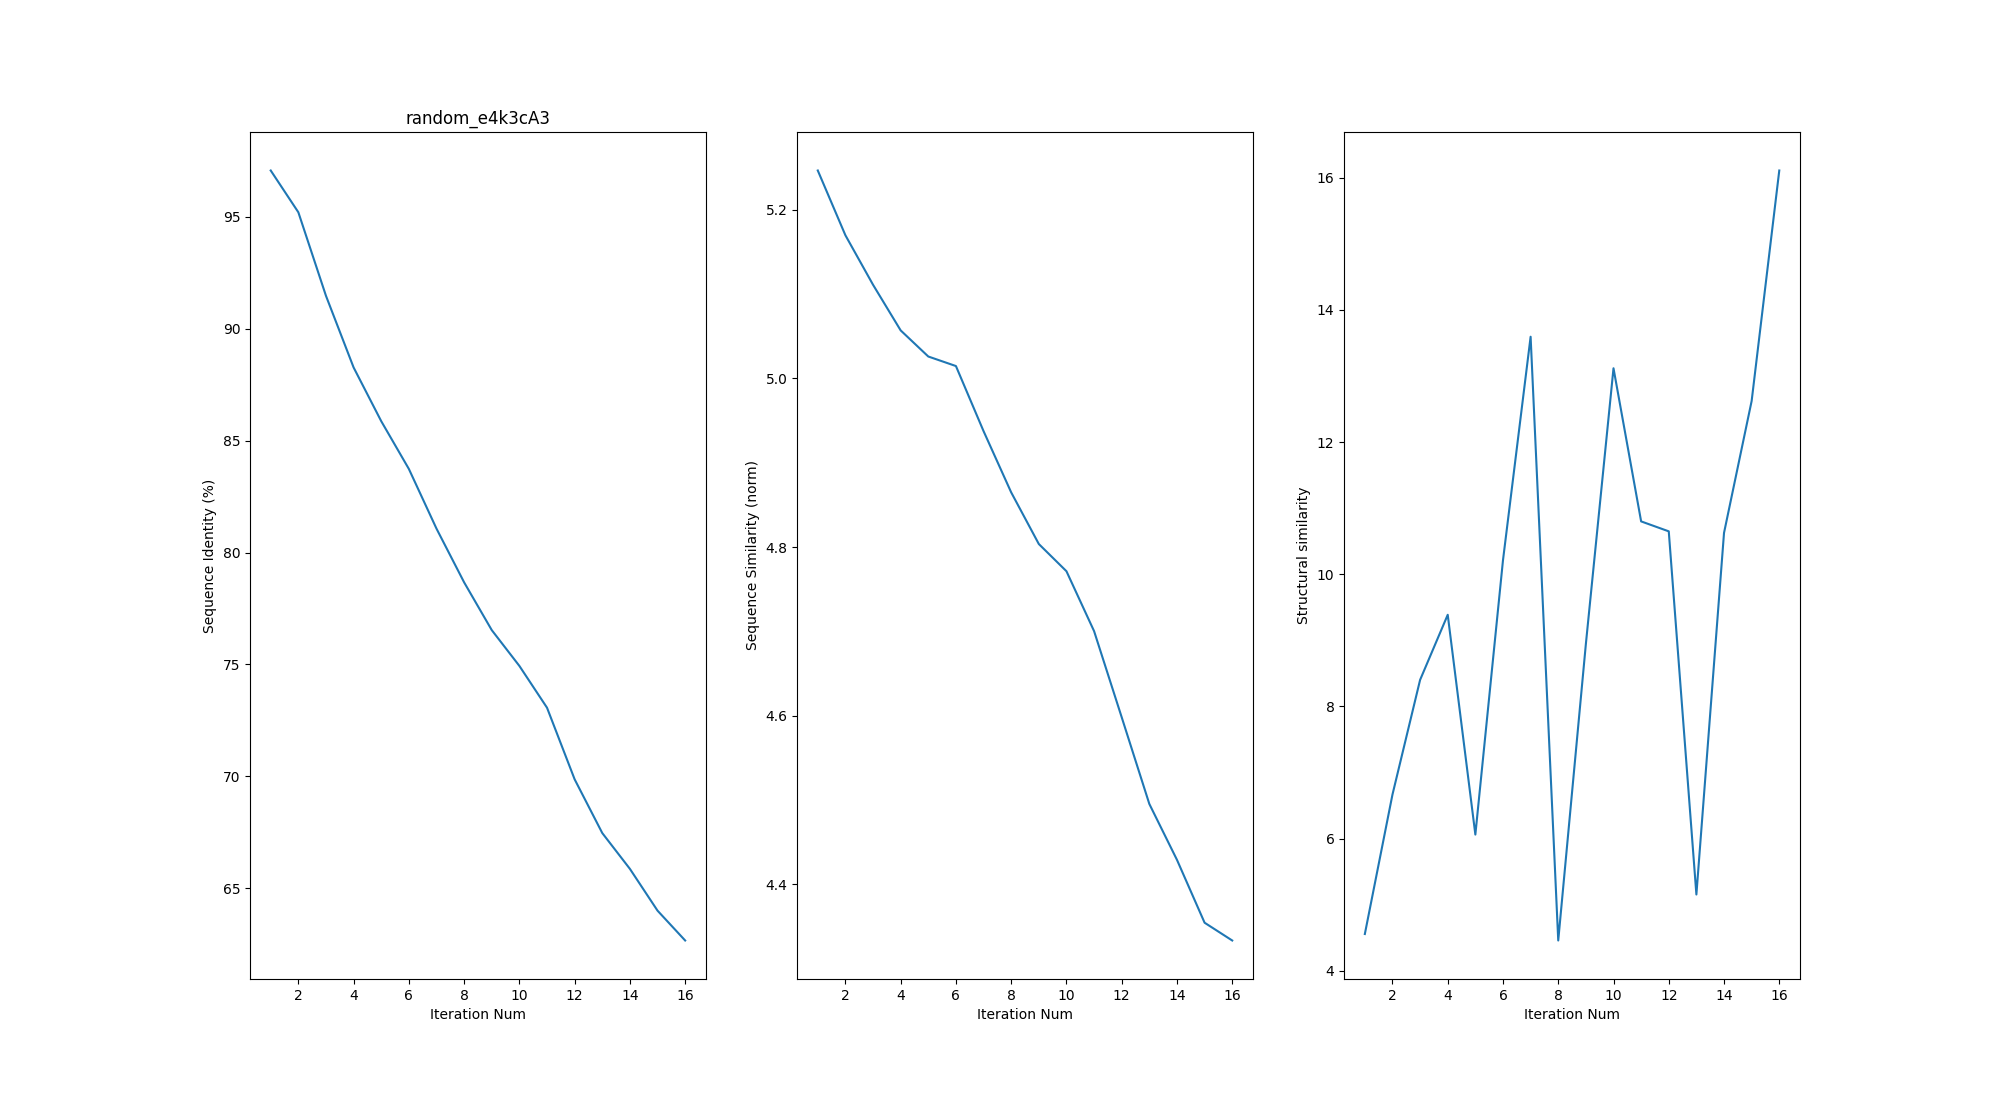 random_e4k3cA3
Sequence Identity (%)
95
90
85
80
75
70
65
2 4 6 8 10 12 14 16
Iteration Num
Sequence Similarity (norm)
5.2
5.0
4.8
4.6
4.4
2 4 6 8 10 12 14 16
Iteration Num
Structural similarity
16
14
12
10
8
6
4
2 4 6 8 10 12 14 16
Iteration Num